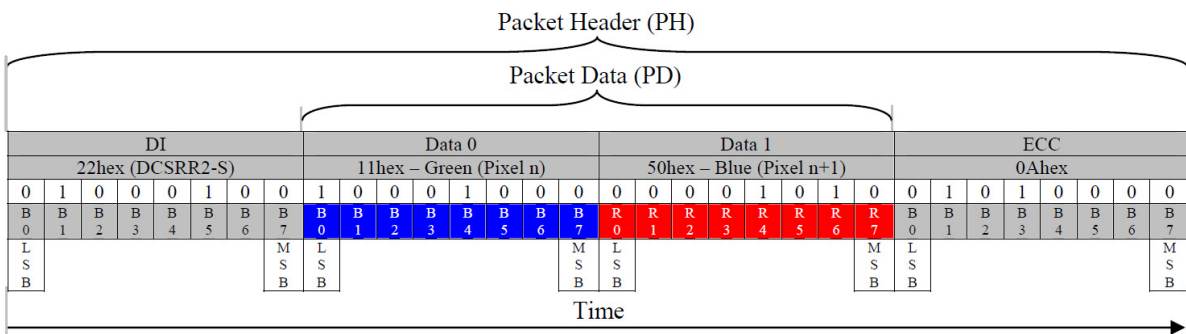 Packet Header (PH)
Packet Data (PD)
DI Data 0 Data 1 ECC
22hex (DCSRR2-S) 11hex – Green (Pixel n) 50hex – Blue (Pixel n+1) 0Ahex
0 1 0 0 0 1 0 0 1 0 0 0 1 0 0 0 0 0 0 0 1 0 1 0 0 1 0 1 0 0 0 0
B B B B B B B B B B B B B B B B R R R R R R R R B B B B B B B B
0 1 2 3 4 5 6 7 0 1 2 3 4 5 6 7 0 1 2 3 4 5 6 7 0 1 2 3 4 5 6 7
L M L M L M L M
S S S S S S S S
B B B B B B B B
Time